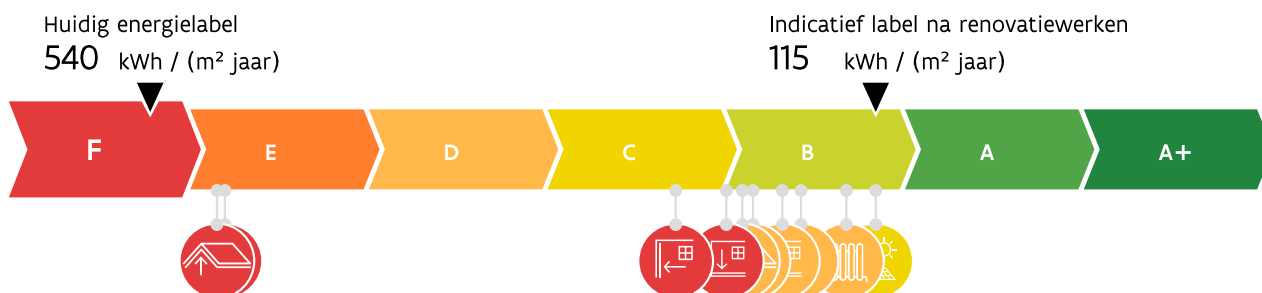 Huidig energielabel
540 kWh / (m² jaar)
Indicatief label na renovatiewerken
115 kWh / (m² jaar)
F E D C B A A+